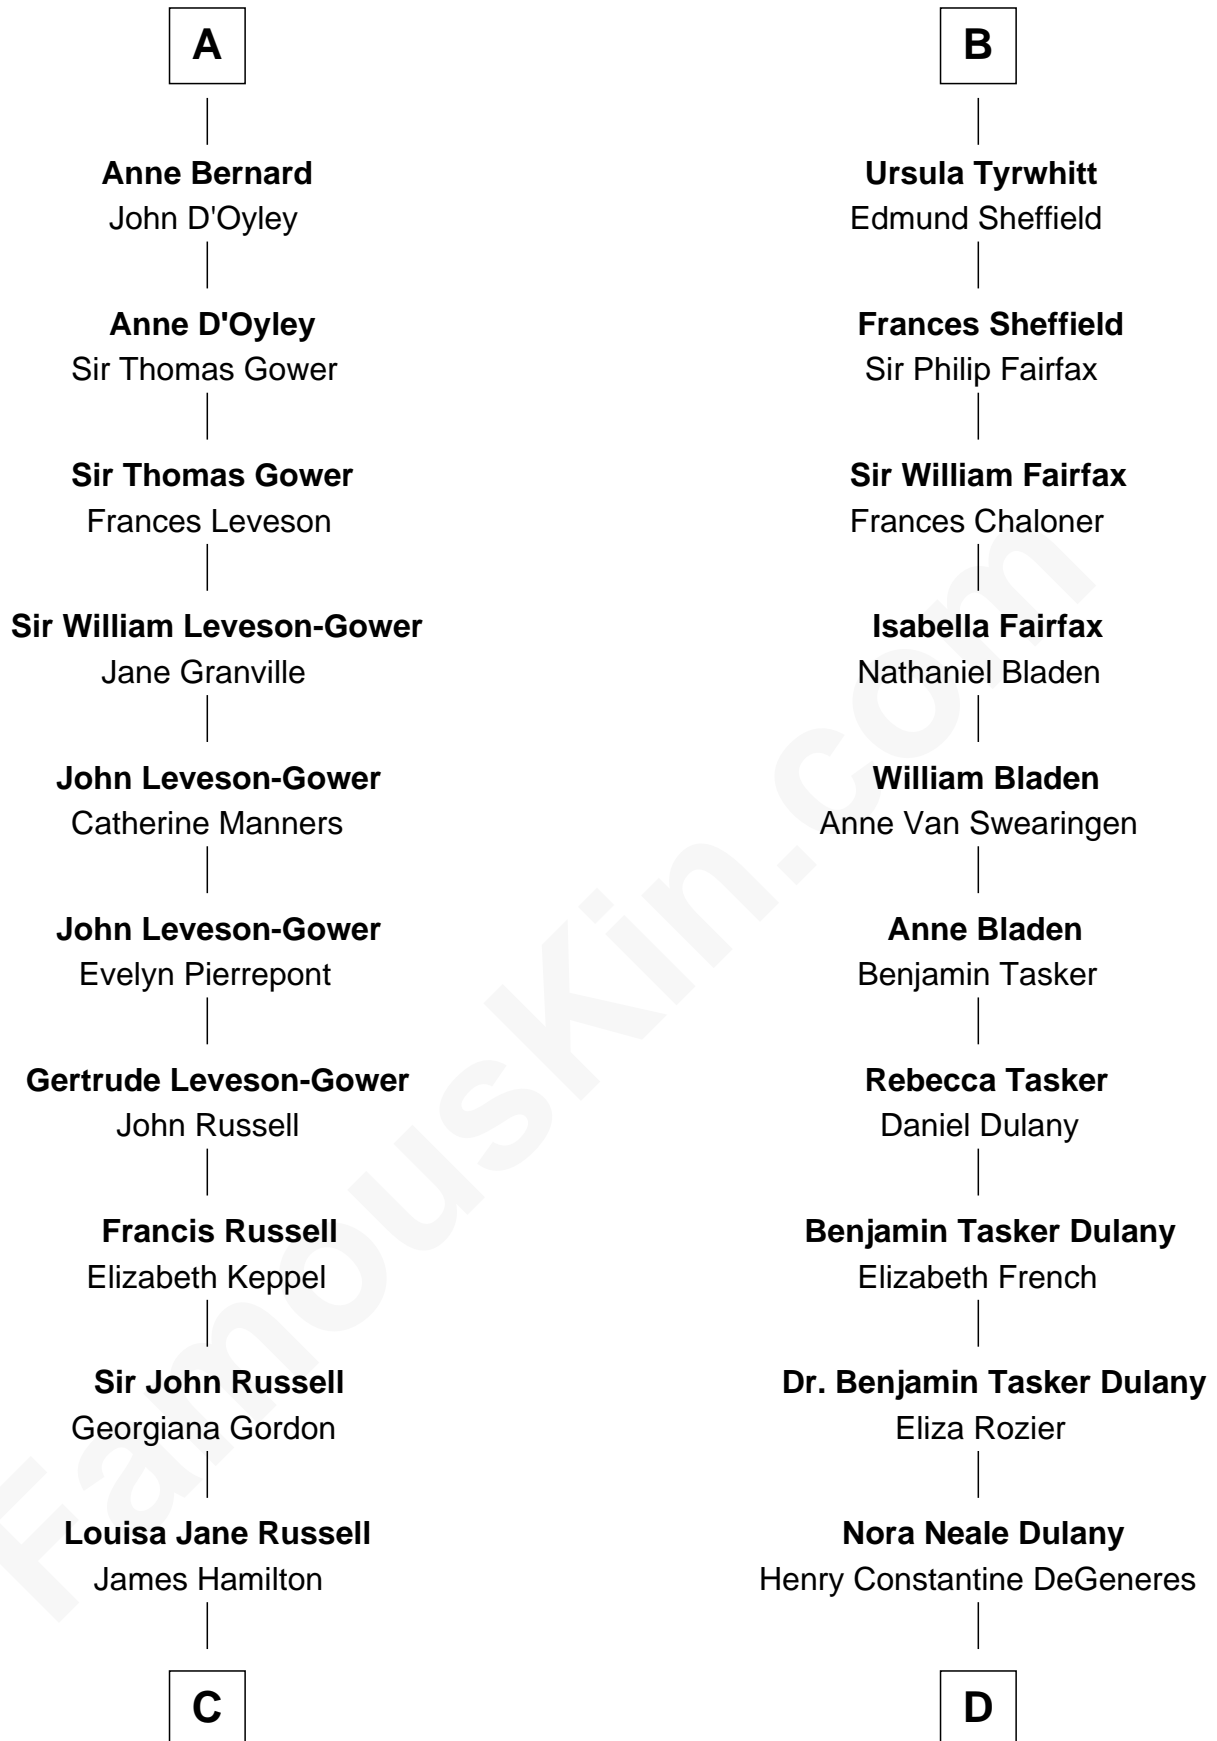 A
Anne Bernard
John D'Oyley
Anne D'Oyley
Sir Thomas Gower
Sir Thomas Gower
Frances Leveson
Sir William Leveson-Gower
Jane Granville
John Leveson-Gower
Catherine Manners
John Leveson-Gower
Evelyn Pierrepont
Gertrude Leveson-Gower
John Russell
Francis Russell
Elizabeth Keppel
Sir John Russell
Georgiana Gordon
Louisa Jane Russell
James Hamilton
C
B
Ursula Tyrwhitt
Edmund Sheffield
Frances Sheffield
Sir Philip Fairfax
Sir William Fairfax
Frances Chaloner
Isabella Fairfax
Nathaniel Bladen
William Bladen
Anne Van Swearingen
Anne Bladen
Benjamin Tasker
Rebecca Tasker
Daniel Dulany
Benjamin Tasker Dulany
Elizabeth French
Dr. Benjamin Tasker Dulany
Eliza Rozier
Nora Neale Dulany
Henry Constantine DeGeneres
D
FamousKin.com